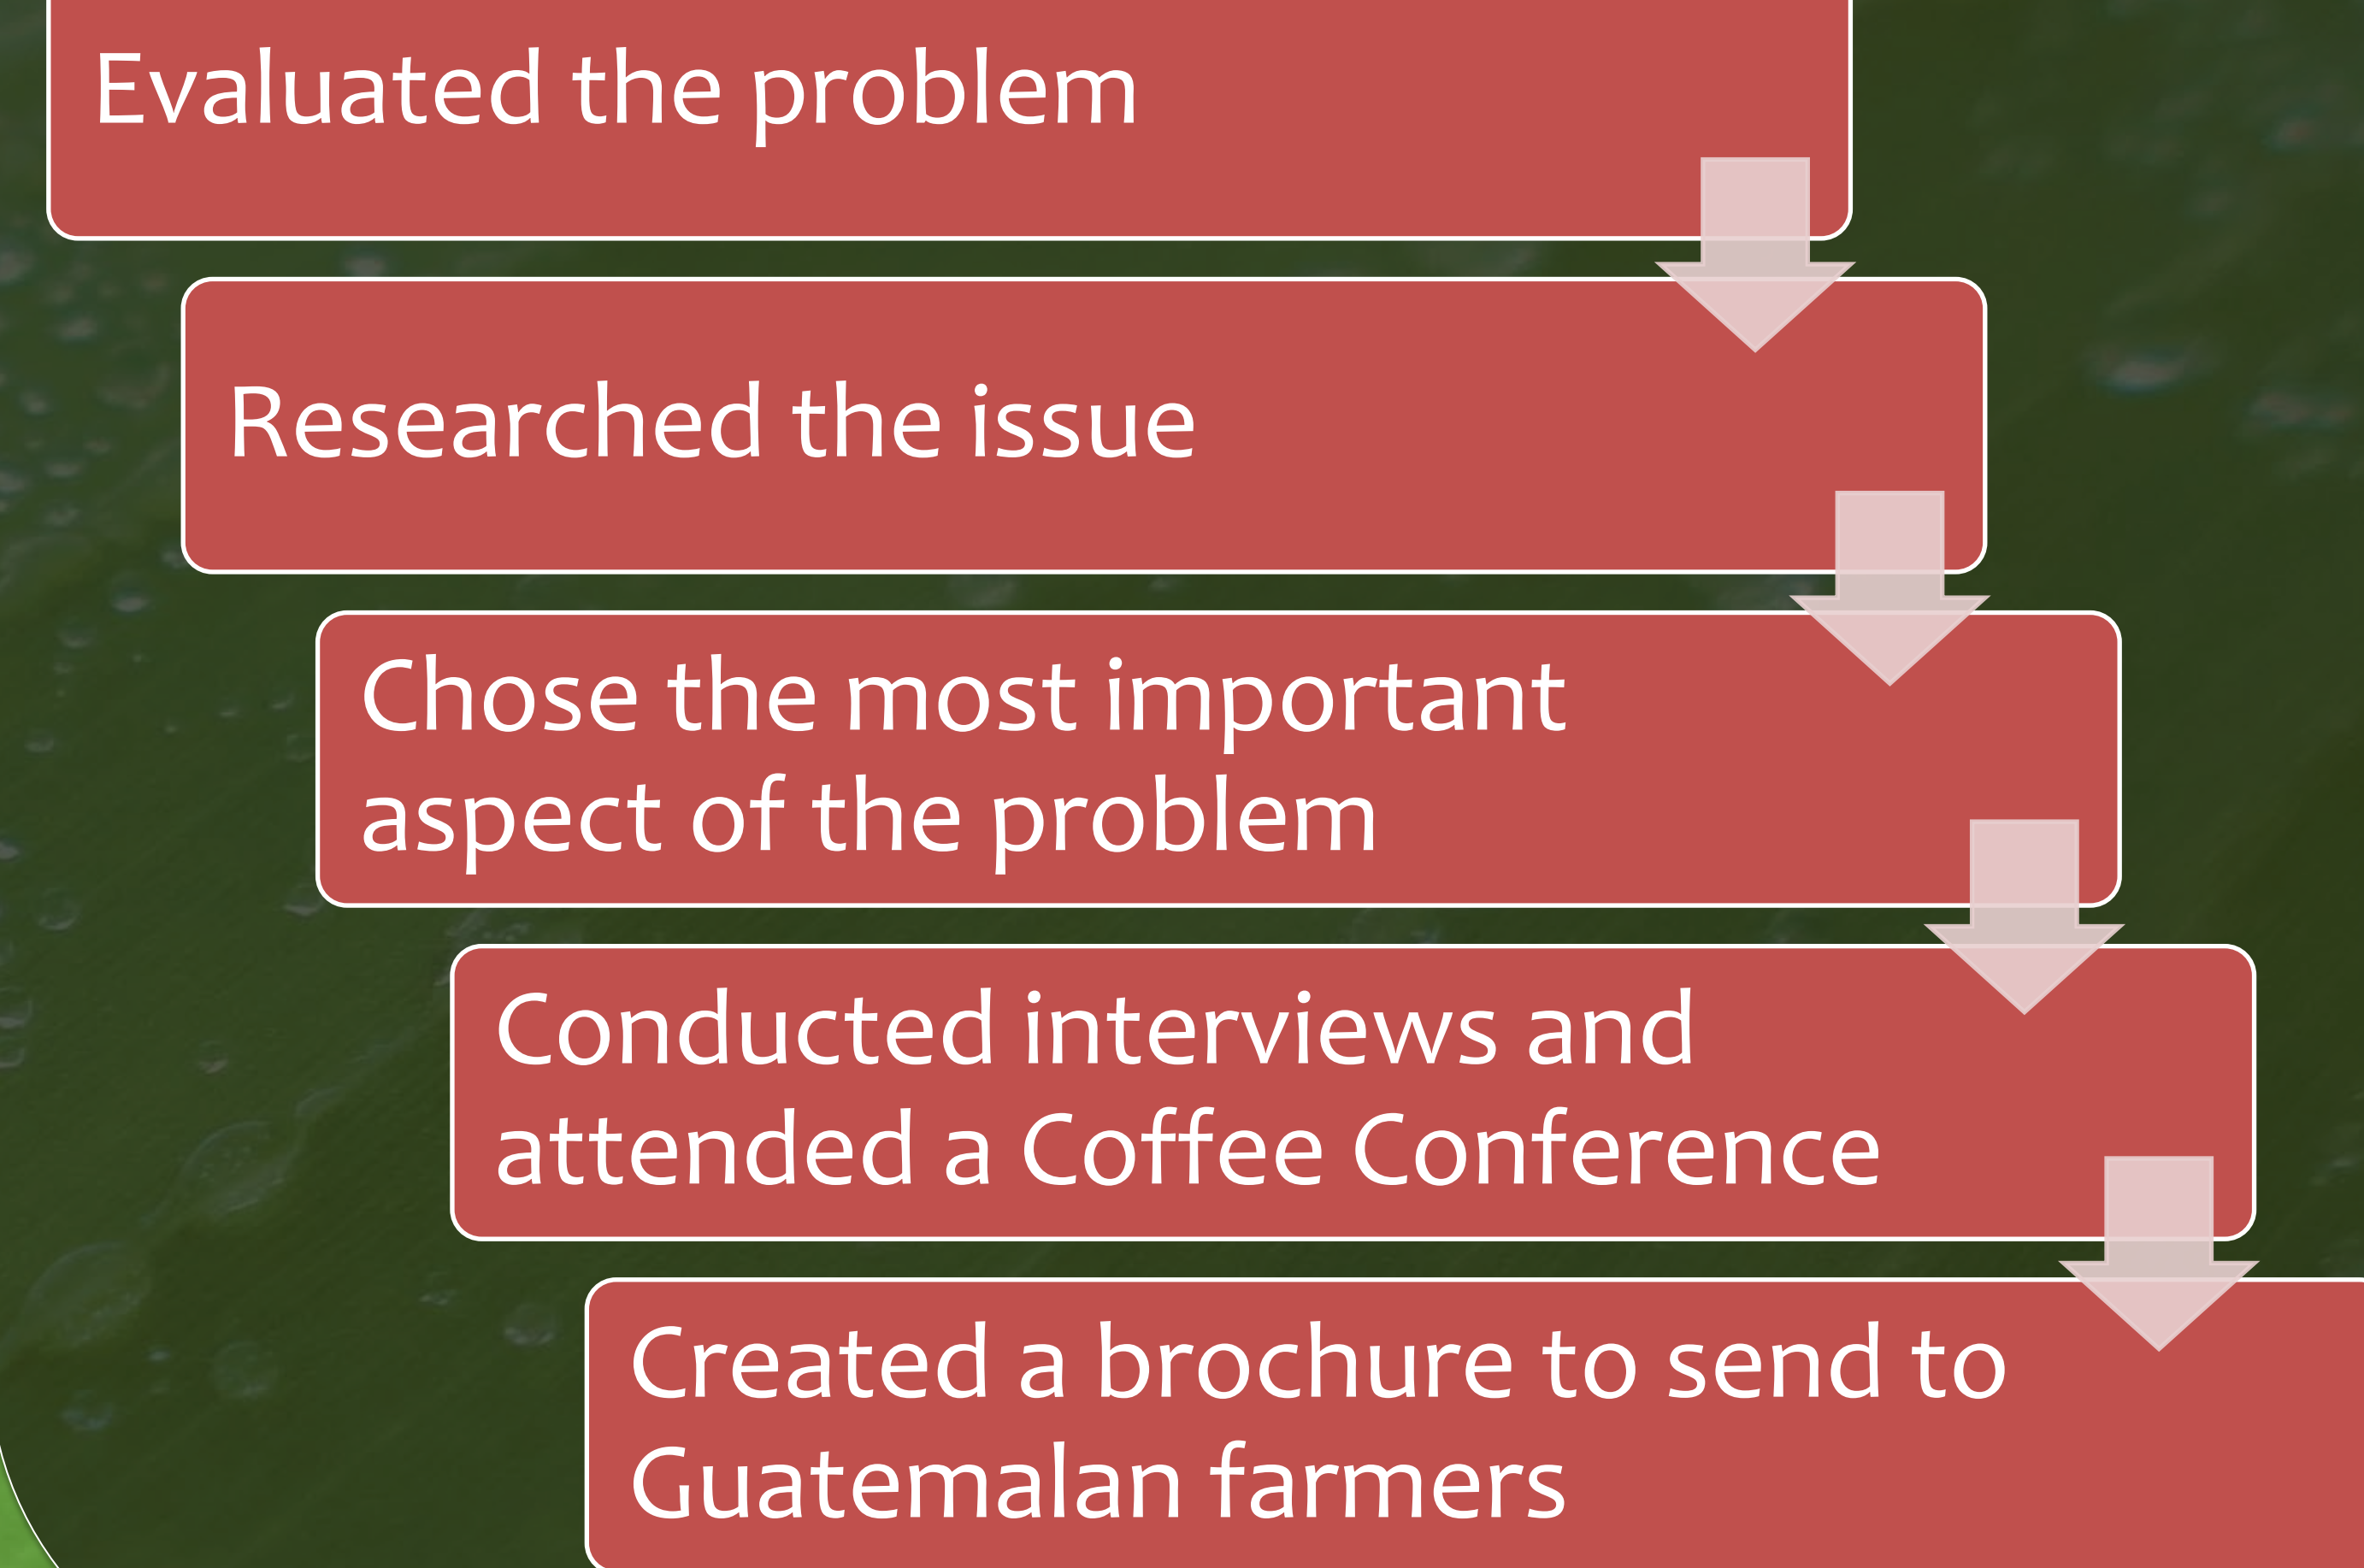 Evaluated the problem
Researched the issue
Chose the most important
aspect of the problem
Conducted interviews and
attended a Coffee Conference
Created a brochure to send to
Guatemalan farmers